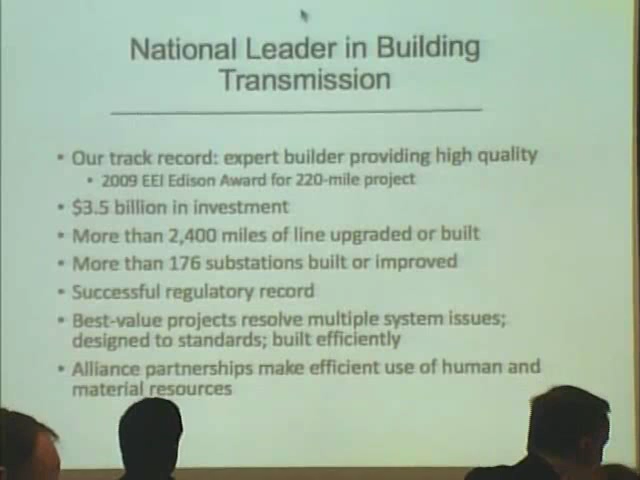 National Leader in Building
Transmission
• Our track record: expert builder providing high quality
• 2009 EEI Edison Award for 220-mile project
• $3.5 billion in investment
• More than 2,400 miles of line upgraded or built
• More than 176 substations built or improved
• Successful regulatory record
• Best-value projects resolve multiple system issues;
designed to standards; built efficiently
• Alliance partnerships make efficient use of human and
material resources